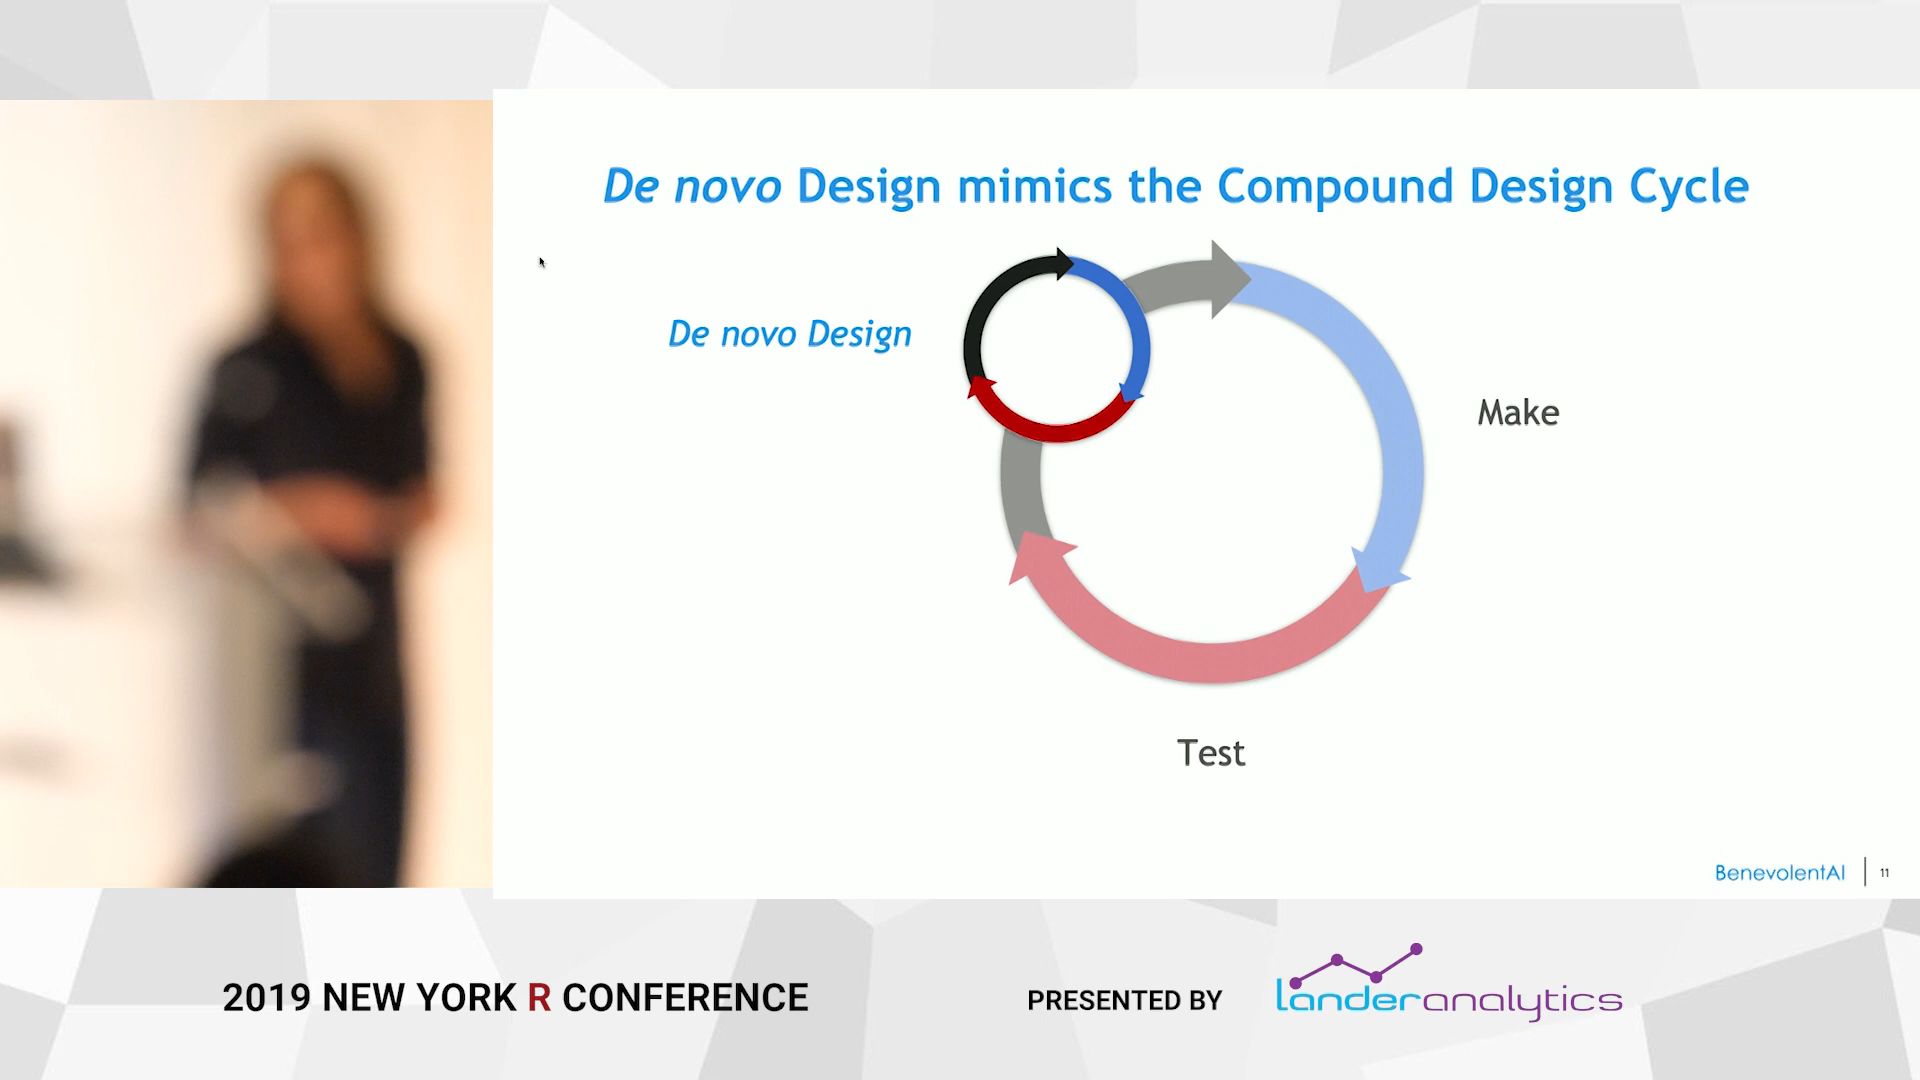 De novo Design mimics the Compound Design Cycle
De novo Design
Make
Test
BenevolentAI
11
2019 NEW YORK R CONFERENCE
PRESENTED BY
landeranalytics